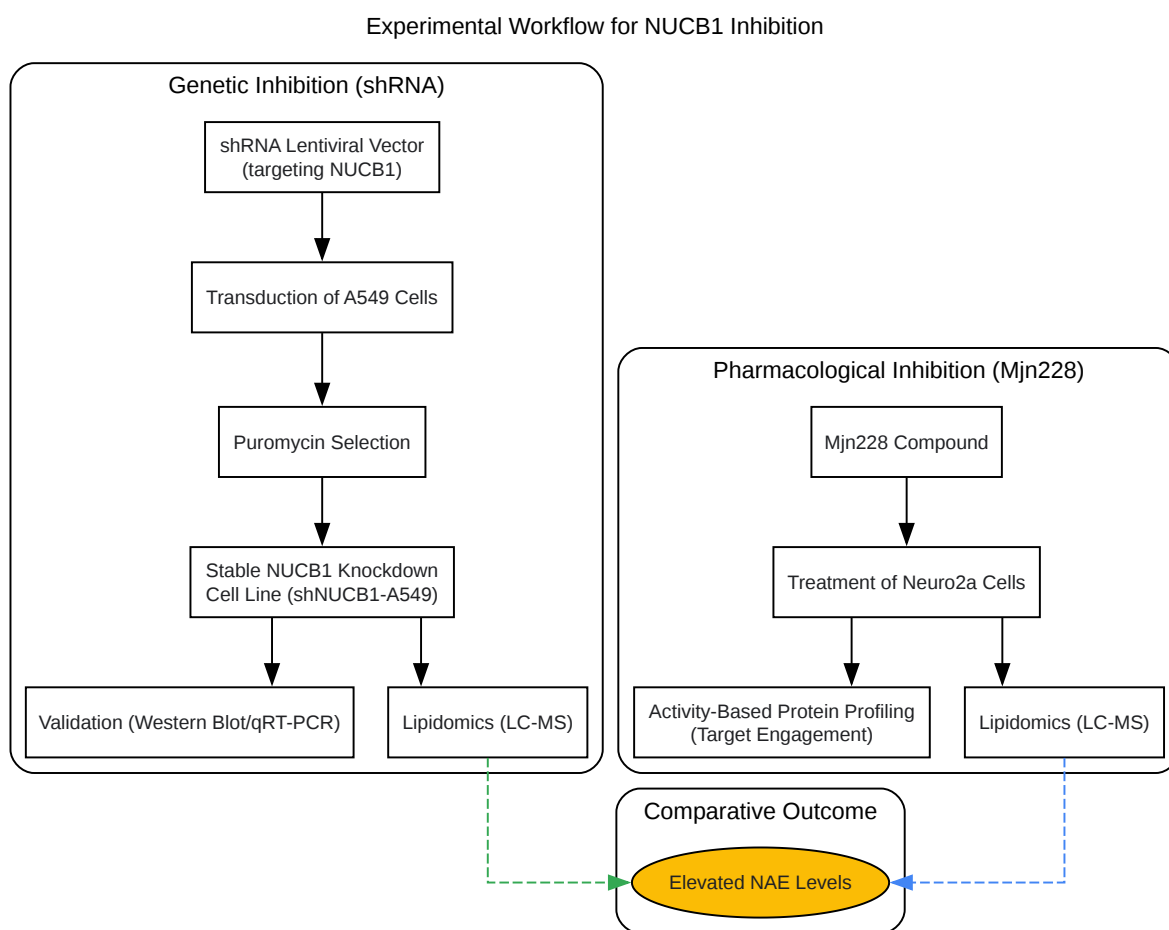 Experimental Workflow for NUCB1 Inhibition
Genetic Inhibition (shRNA)
shRNA Lentiviral Vector
(targeting NUCB1)
Transduction of A549 Cells
Puromycin Selection
Stable NUCB1 Knockdown
Cell Line (shNUCB1-A549)
Validation (Western Blot/qRT-PCR)
Lipidomics (LC-MS)
Pharmacological Inhibition (Mjn228)
Mjn228 Compound
Treatment of Neuro2a Cells
Activity-Based Protein Profiling
(Target Engagement)
Lipidomics (LC-MS)
Comparative Outcome
Elevated NAE Levels